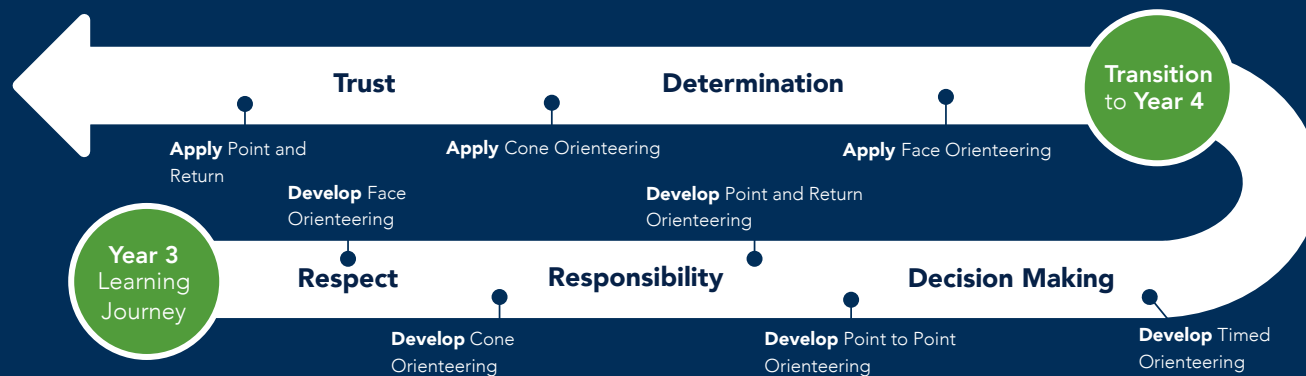 Trust
Determination
Transition
to Year 4
Apply Point and
Return
Apply Cone Orienteering
Apply Face Orienteering
Develop Face
Orienteering
Develop Point and Return
Orienteering
Year 3
Learning
Journey
Respect
Responsibility
Decision Making
Develop Cone
Orienteering
Develop Point to Point
Orienteering
Develop Timed
Orienteering